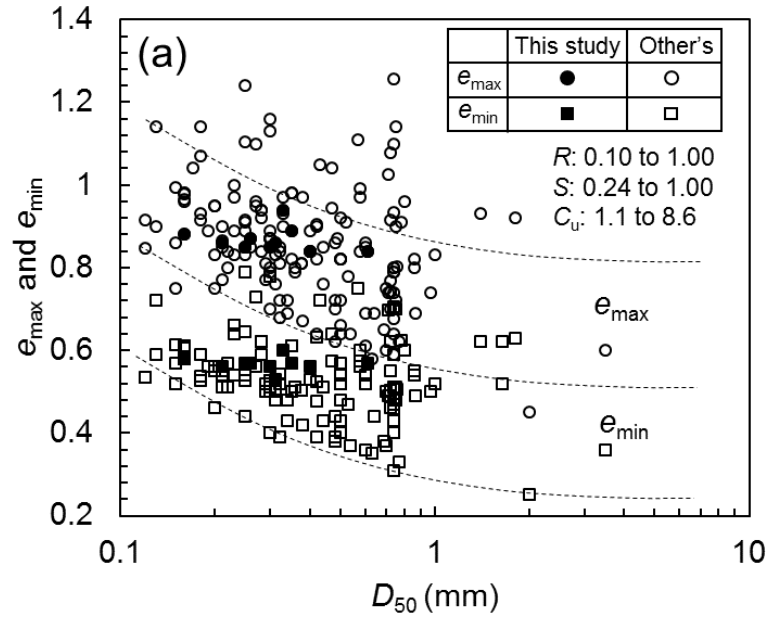 (a)
This study Other's
e_max
e_min
R: 0.10 to 1.00
S: 0.24 to 1.00
C_u: 1.1 to 8.6
e_max
e_min
e_max and e_min
1.4
1.2
1
0.8
0.6
0.4
0.2
0.1 1 10
D_50 (mm)